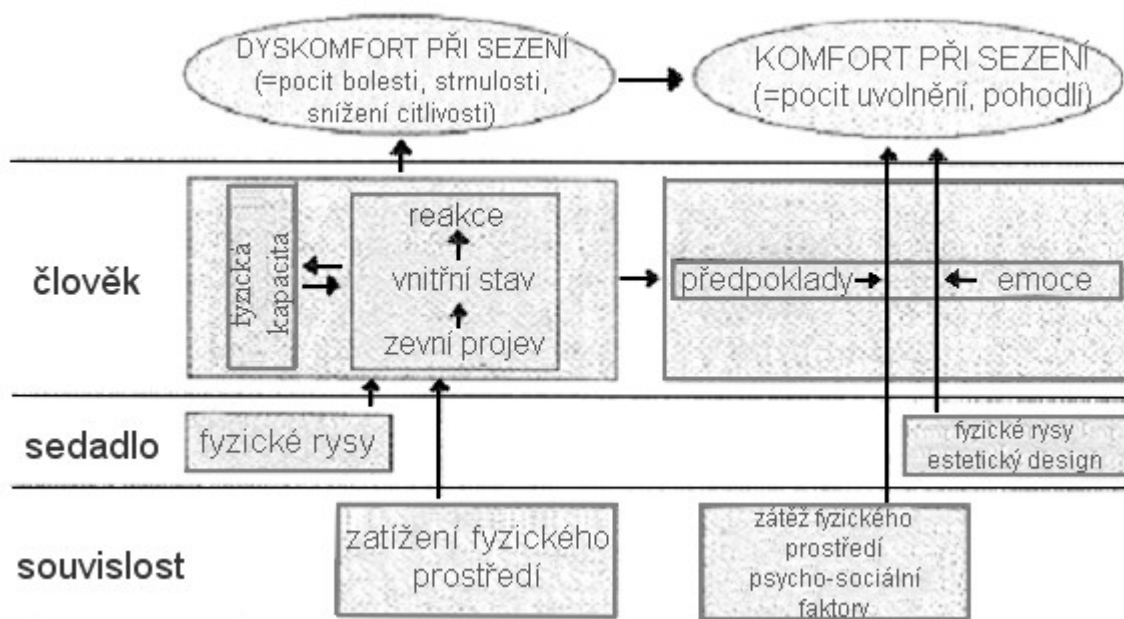 DYSKOMFORT PŘI SEZENÍ
(=pocit bolesti, strnulosti,
snížení citlivosti)
KOMFORT PŘI SEZENÍ
(=pocit uvolnění, pohodlí)
člověk
fyzická
kapacita
reakce
vnitřní stav
zevní projev
předpoklady
emoce
sedadlo
fyzické rysy
fyzické rysy
estetický design
souvislost
zatížení fyzického
prostředí
zátěž fyzického
prostředí
psycho-sociální
faktory